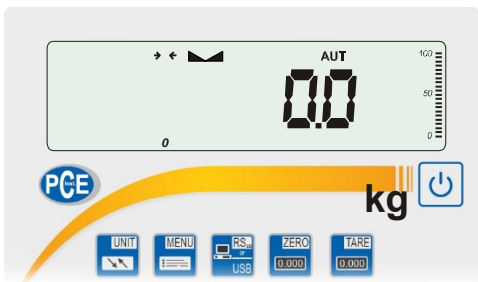 AUT
100
0.0
50
0
0
PCE
kg
UNIT
MENU
RS
or
USB
ZERO
0.000
TARE
0.000